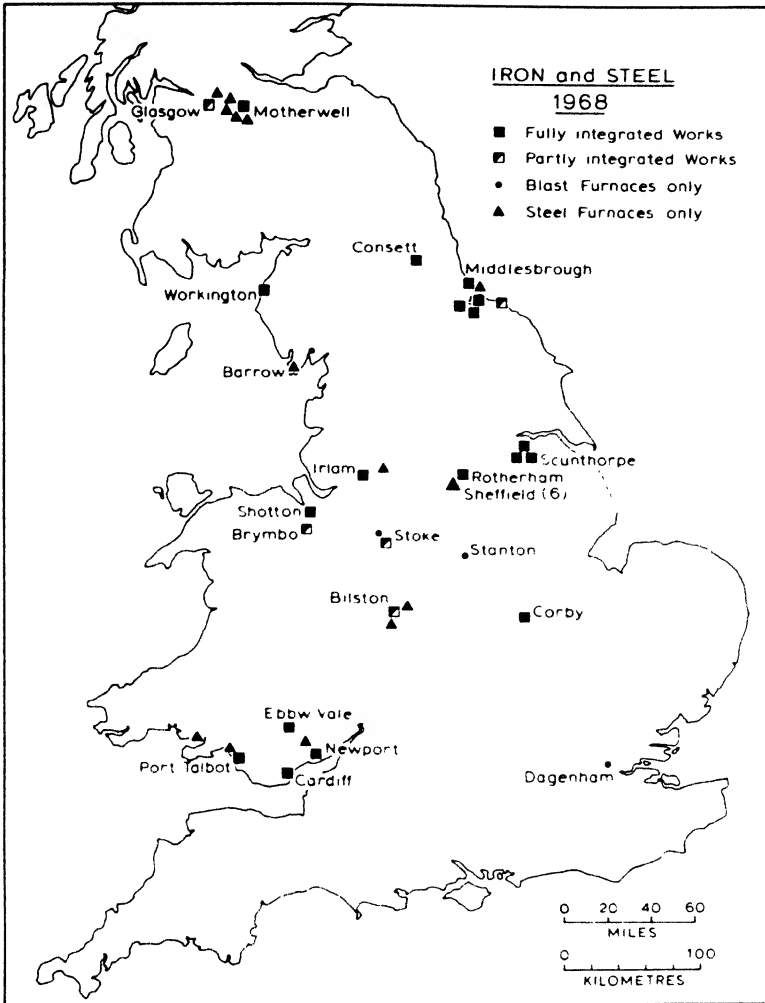 IRON and STEEL
1968
Fully integrated Works
Partly integrated Works
Blast Furnaces only
Steel Furnaces only
Glasgow
Motherwell
Consett
Middlesbrough
Workington
Barrow
Irlam
Scunthorpe
Rotherham
Sheffield (6)
Shotton
Brymbo
Stoke
Stanton
Bilston
Corby
Ebbw Vale
Newport
Port Talbot
Cardiff
Dagenham
0 20 40 60
MILES
0 100
KILOMETRES